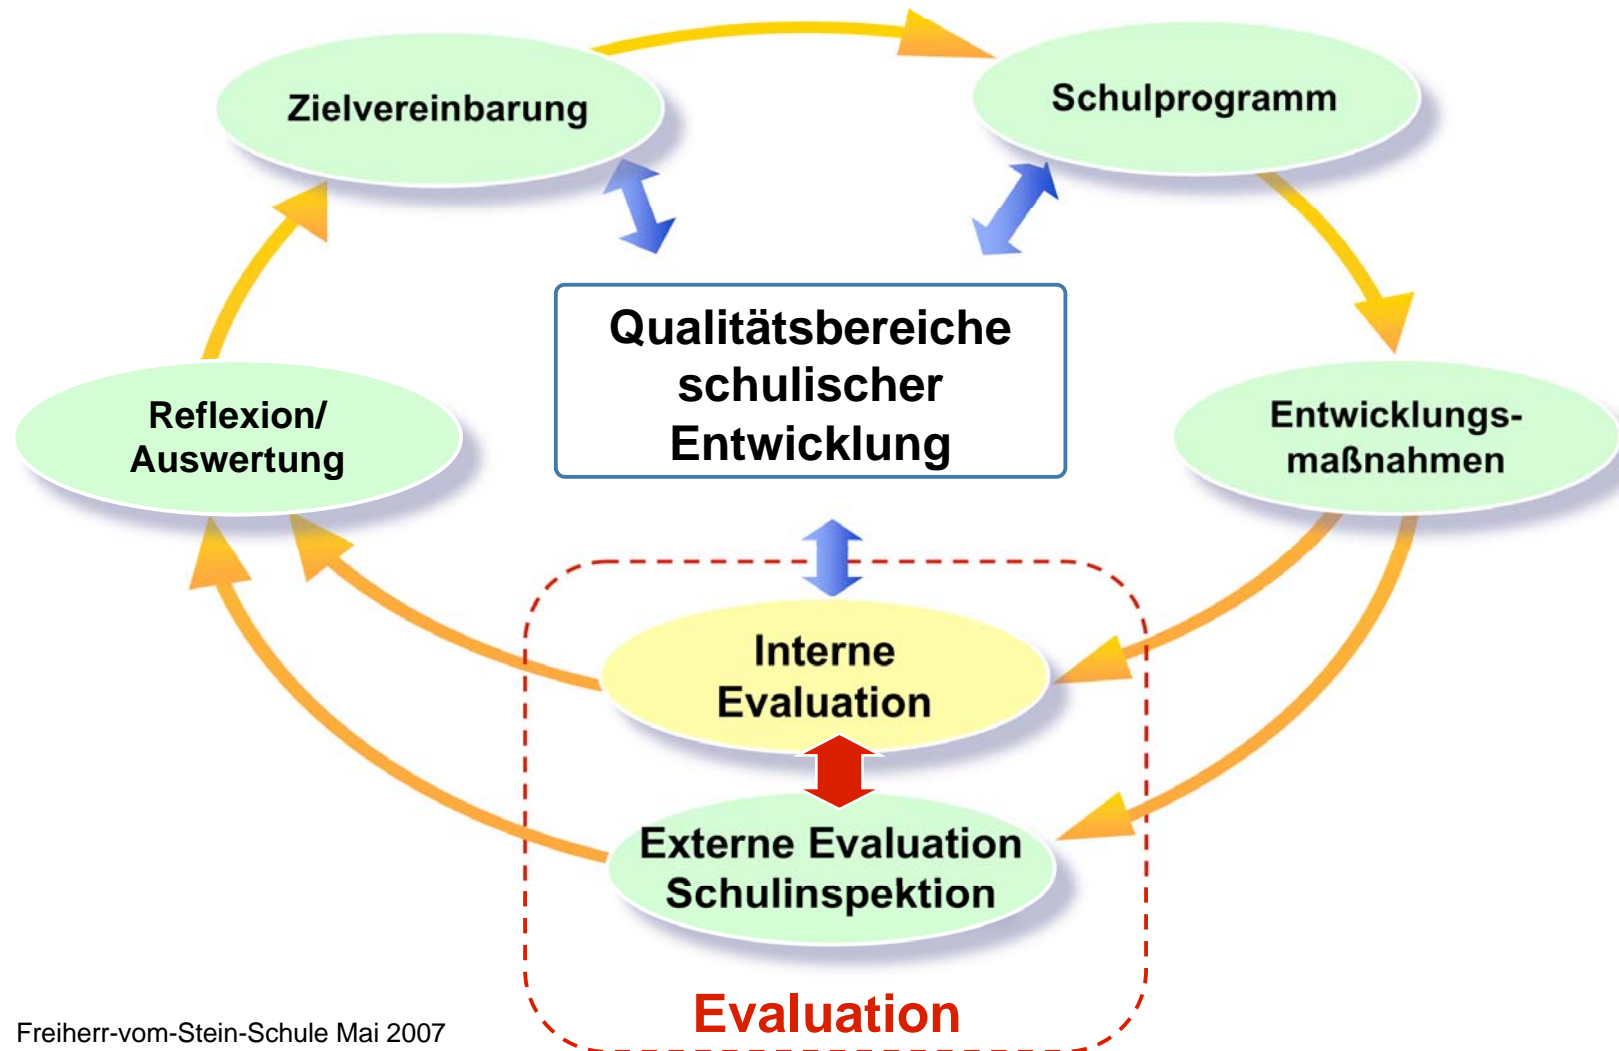 Zielvereinbarung
Schulprogramm
Qualitätsbereiche
schulischer
Entwicklung
Reflexion/
Auswertung
Entwicklungs-
maßnahmen
Interne
Evaluation
Externe Evaluation
Schulinspektion
Evaluation
Freiherr-vom-Stein-Schule Mai 2007